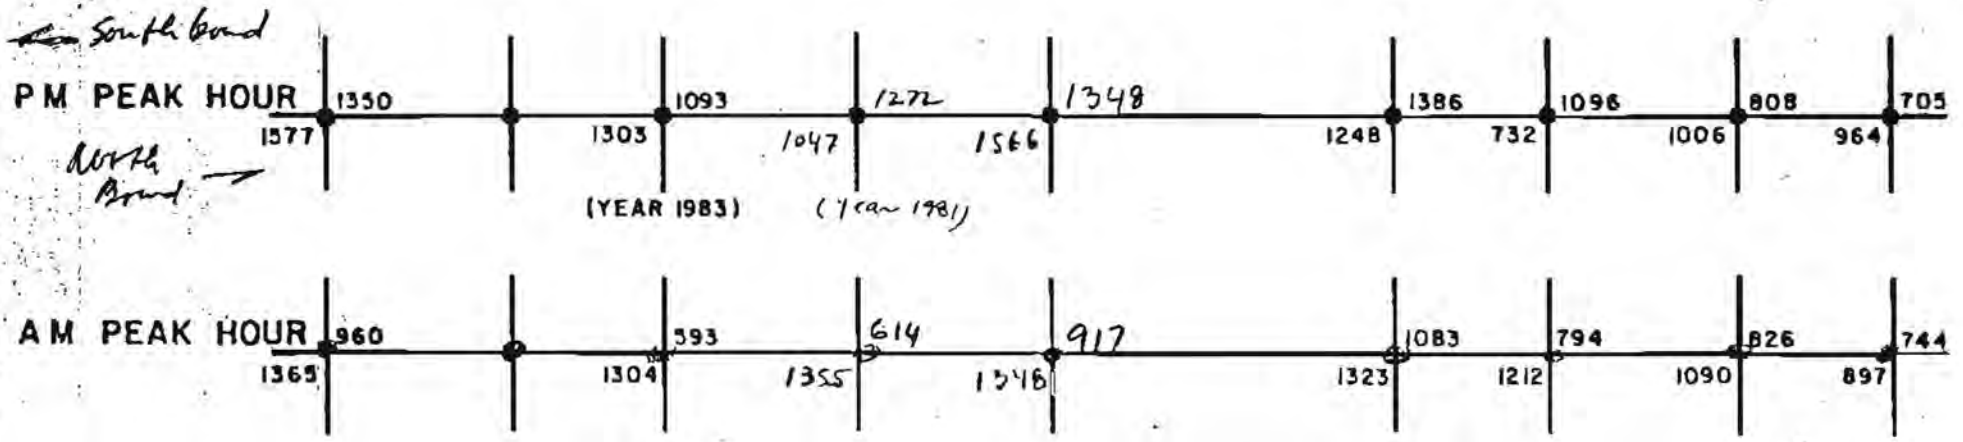 ← South bound
PM PEAK HOUR 1350 1093 1272 1348 1386 1096 808 705
1577 1303 1047 1566 1248 732 1006 964
North
Bound →
(YEAR 1983) (Year 1981)
AM PEAK HOUR 960 593 614 917 1083 794 826 744
1365 1304 1355 1348 1323 1212 1090 897